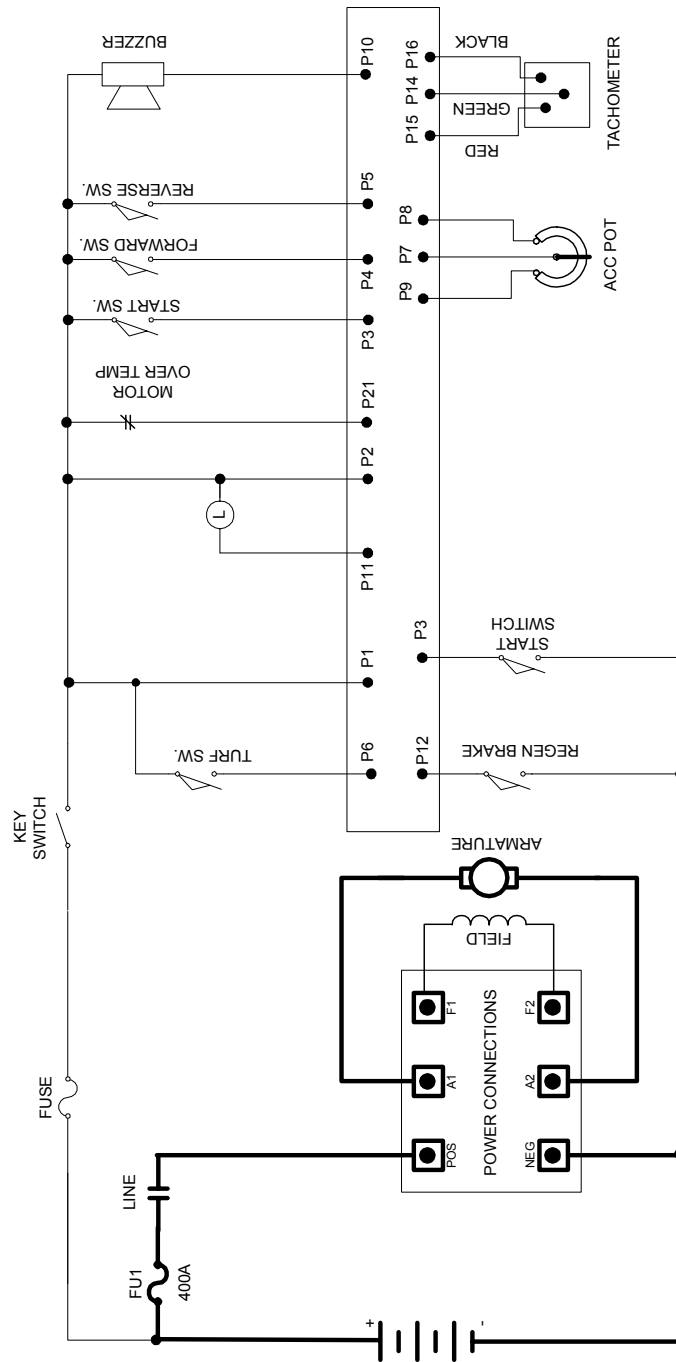 KEY
SWITCH
FUSE
LINE
FU1
400A
+
-
BUZZER
REVERSE SW.
FORWARD SW.
START SW.
MOTOR
OVER TEMP
TURF SW.
P6
P1
P11
L
P2
P21
P3
P4
P5
P10
P12
P3
P9
P7
P8
P15
P14
P16
RED
GREEN
BLACK
TACHOMETER
ACC POT
START
SWITCH
REGEN BRAKE
ARMATURE
FIELD
POWER CONNECTIONS
POS
A1
F1
NEG
A2
F2